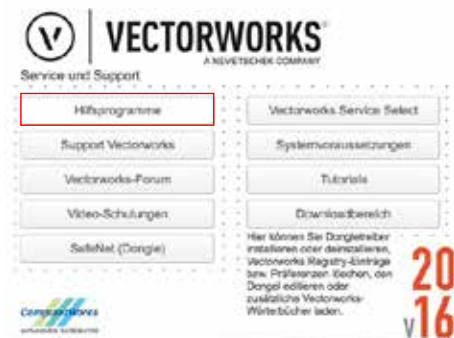 VECTORWORKS
A NEMETSCHEK COMPANY
Service und Support
Hilfsprogramme
Vectorworks Service Select
Support Vectorworks
Systemvoraussetzungen
Vectorworks-Forum
Tutorials
Video-Schulungen
Downloadbereich
SafeNet (Dongle)
Hier können Sie Dongletreiber
installieren oder deinstallieren,
Vectorworks Registry-Einträge
bzw. Präferenzen löschen, den
Dongel editieren oder
zusätzliche Vectorworks-
Wörterbücher laden.
20
v16
ComputerWorks